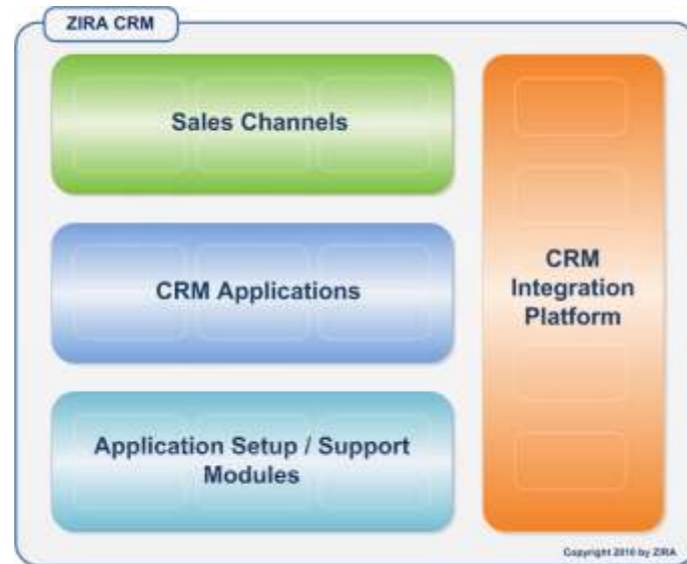 ZIRA CRM
Sales Channels
CRM Applications
Application Setup / Support
Modules
CRM
Integration
Platform
Copyright 2010 by ZIRA